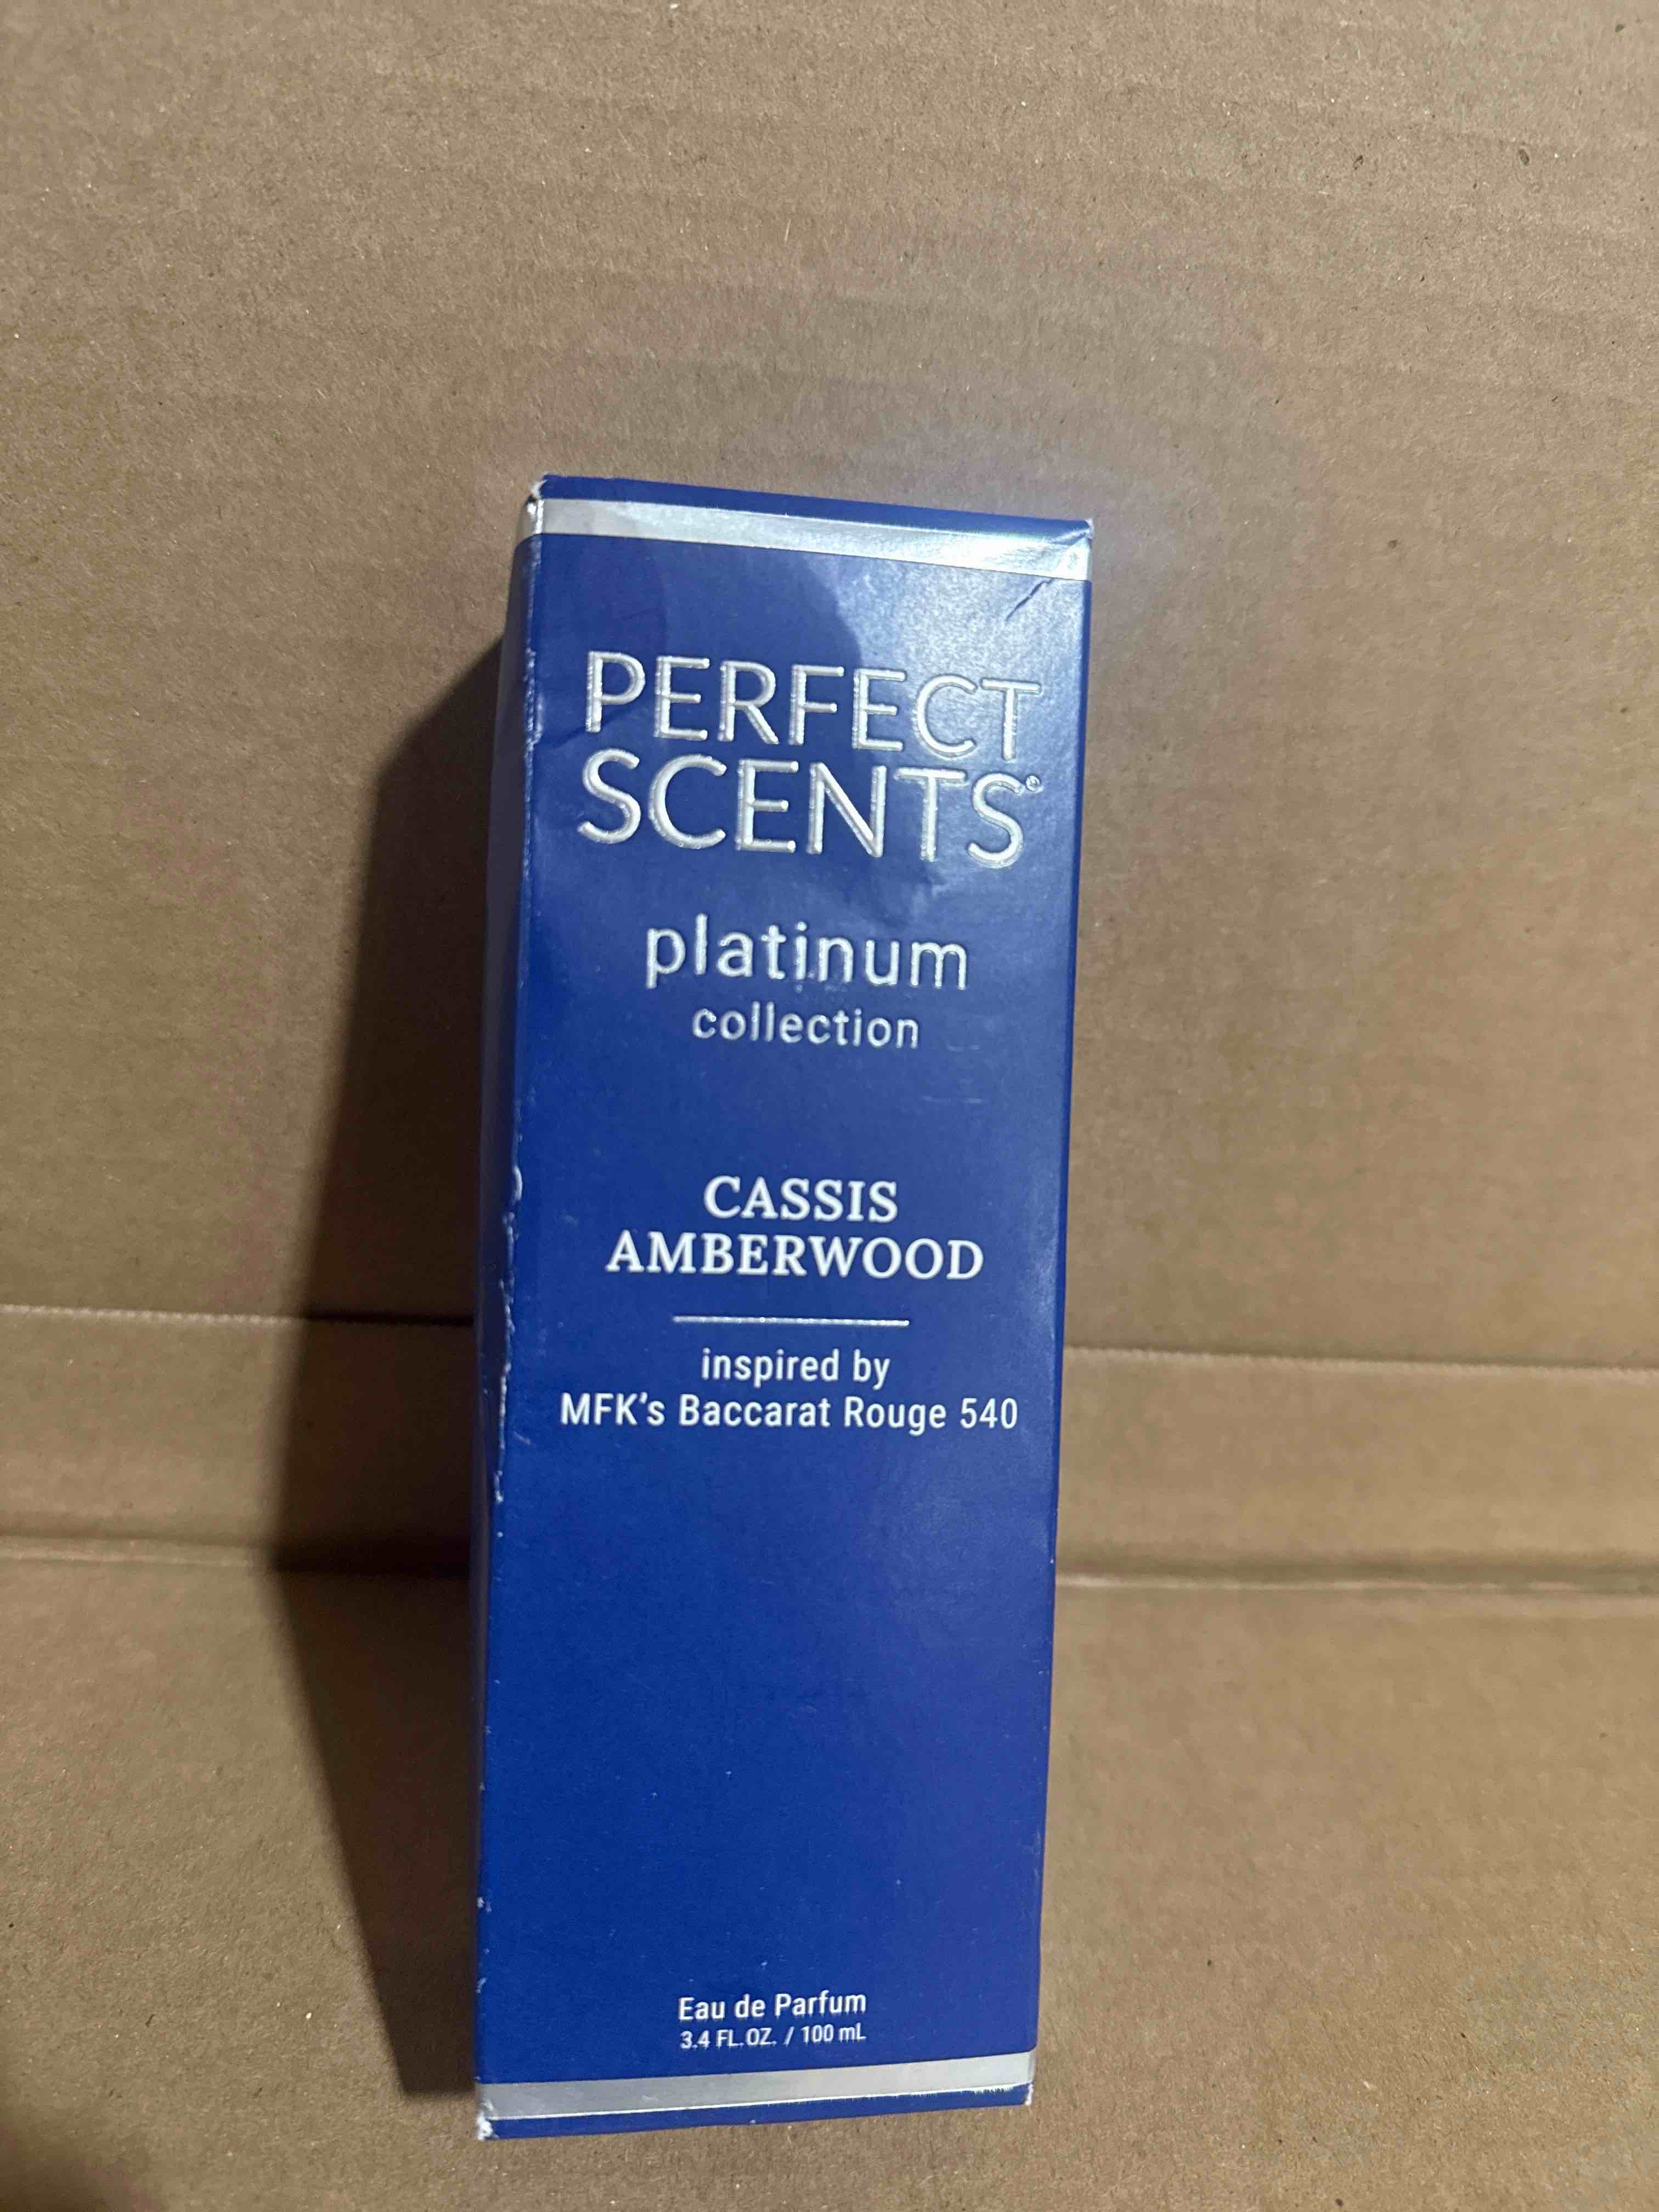 PERFECT
SCENTS®
platinum
collection
CASSIS
AMBERWOOD
inspired by
MFK's Baccarat Rouge 540
Eau de Parfum
3.4 FL.OZ. / 100 mL